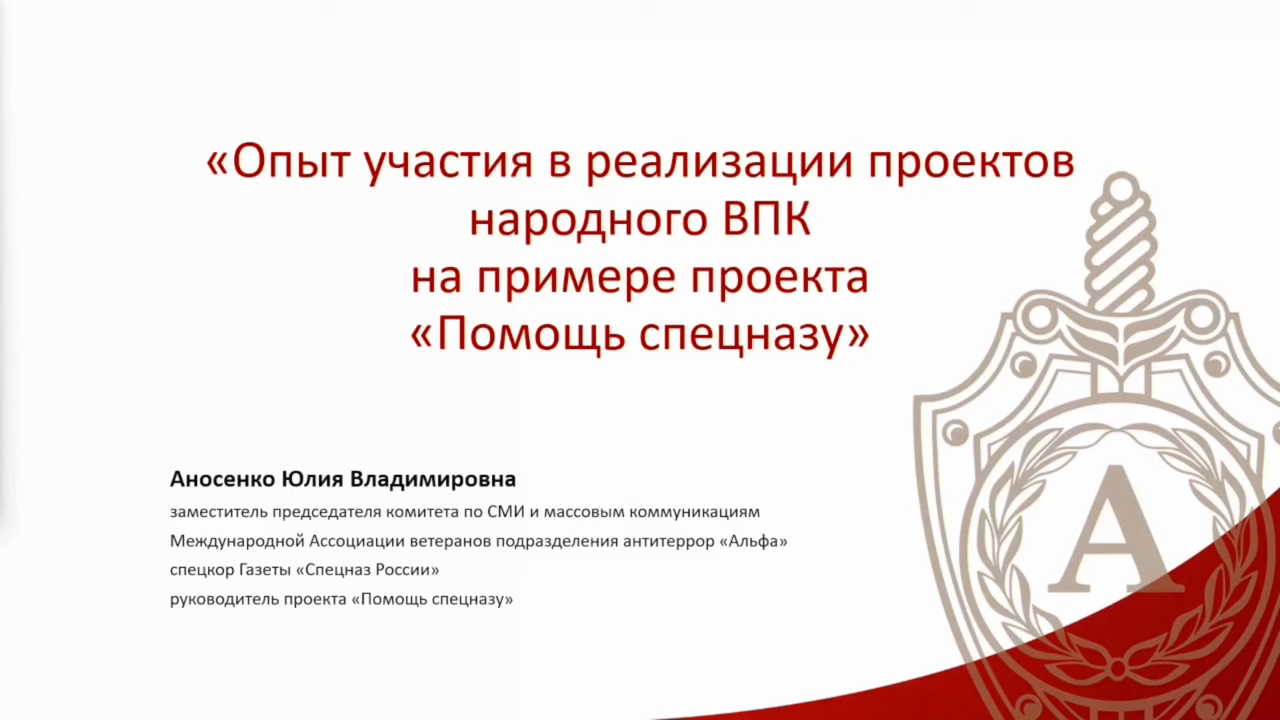 «Опыт участия в реализации проектов
народного ВПК
на примере проекта
«Помощь спецназу»
Аносенко Юлия Владимировна
заместитель председателя комитета по СМИ и массовым коммуникациям
Международной Ассоциации ветеранов подразделения антитеррор «Альфа»
спецкор Газеты «Спецназ России»
руководитель проекта «Помощь спецназу»
А